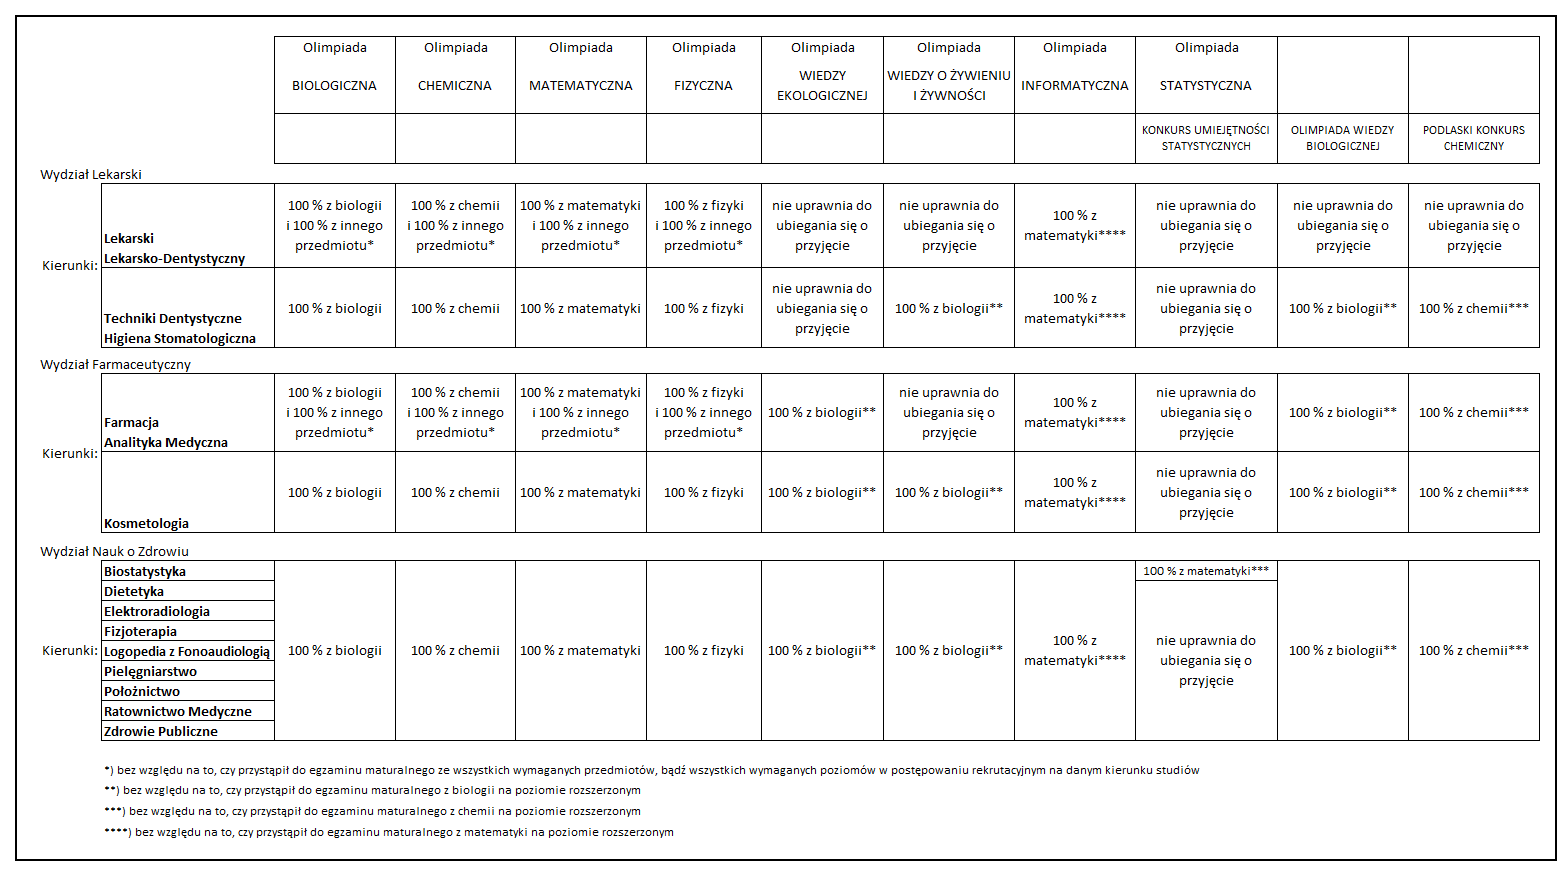 Olimpiada Olimpiada Olimpiada Olimpiada Olimpiada Olimpiada Olimpiada Olimpiada
BIOLOGICZNA CHEMICZNA MATEMATYCZNA FIZYCZNA WIEDZY EKOLOGICZNEJ WIEDZY O ŻYWIENIU I ŻYWNOŚCI INFORMATYCZNA STATYSTYCZNA
KONKURS UMIEJĘTNOŚCI STATYSTYCZNYCH OLIMPIADA WIEDZY BIOLOGICZNEJ PODLASKI KONKURS CHEMICZNY
Wydział Lekarski
Kierunki:
Lekarski
Lekarsko-Dentystyczny
100 % z biologii
i 100 % z innego
przedmiotu*
100 % z chemii
i 100 % z innego
przedmiotu*
100 % z matematyki
i 100 % z innego
przedmiotu*
100 % z fizyki
i 100 % z innego
przedmiotu*
nie uprawnia do
ubiegania się o
przyjęcie
nie uprawnia do
ubiegania się o
przyjęcie
100 % z
matematyki****
nie uprawnia do
ubiegania się o
przyjęcie
nie uprawnia do
ubiegania się o
przyjęcie
nie uprawnia do
ubiegania się o
przyjęcie
Techniki Dentystyczne
Higiena Stomatologiczna
100 % z biologii
100 % z chemii
100 % z matematyki
100 % z fizyki
nie uprawnia do
ubiegania się o
przyjęcie
100 % z biologii**
100 % z
matematyki****
nie uprawnia do
ubiegania się o
przyjęcie
100 % z biologii**
100 % z chemii***
Wydział Farmaceutyczny
Kierunki:
Farmacja
Analityka Medyczna
100 % z biologii
i 100 % z innego
przedmiotu*
100 % z chemii
i 100 % z innego
przedmiotu*
100 % z matematyki
i 100 % z innego
przedmiotu*
100 % z fizyki
i 100 % z innego
przedmiotu*
100 % z biologii**
nie uprawnia do
ubiegania się o
przyjęcie
100 % z
matematyki****
nie uprawnia do
ubiegania się o
przyjęcie
100 % z biologii**
100 % z chemii***
Kosmetologia
100 % z biologii
100 % z chemii
100 % z matematyki
100 % z fizyki
100 % z biologii**
100 % z biologii**
100 % z
matematyki****
nie uprawnia do
ubiegania się o
przyjęcie
100 % z biologii**
100 % z chemii***
Wydział Nauk o Zdrowiu
Kierunki:
Biostatystyka
Dietetyka
Elektroradiologia
Fizjoterapia
Logopedia z Fonoaudiologią
Pielęgniarstwo
Położnictwo
Ratownictwo Medyczne
Zdrowie Publiczne
100 % z biologii
100 % z chemii
100 % z matematyki
100 % z fizyki
100 % z biologii**
100 % z biologii**
100 % z
matematyki****
100 % z matematyki***
nie uprawnia do
ubiegania się o
przyjęcie
100 % z biologii**
100 % z chemii***
*) bez względu na to, czy przystąpił do egzaminu maturalnego ze wszystkich wymaganych przedmiotów, bądź wszystkich wymaganych poziomów w postępowaniu rekrutacyjnym na danym kierunku studiów
**) bez względu na to, czy przystąpił do egzaminu maturalnego z biologii na poziomie rozszerzonym
***) bez względu na to, czy przystąpił do egzaminu maturalnego z chemii na poziomie rozszerzonym
****) bez względu na to, czy przystąpił do egzaminu maturalnego z matematyki na poziomie rozszerzonym